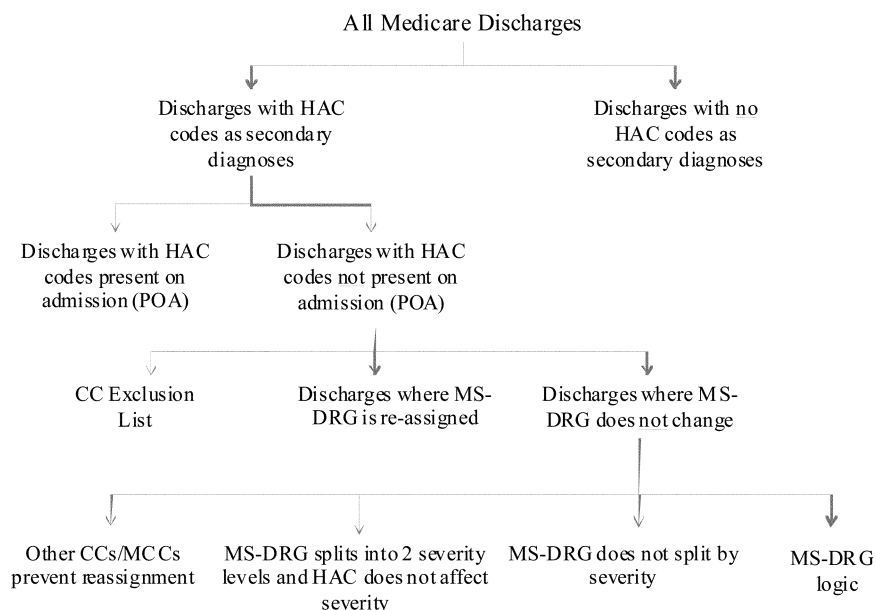 All Medicare Discharges
Discharges with HAC
codes as secondary
diagnoses
Discharges with no
HAC codes as
secondary diagnoses
Discharges with HAC
codes present on
admission (POA)
Discharges with HAC
codes not present on
admission (POA)
CC Exclusion
List
Discharges where MS-
DRG is re-assigned
Discharges where MS-
DRG does not change
Other CCs/MCCs
prevent reassignment
MS-DRG splits into 2 severity
levels and HAC does not affect
severity
MS-DRG does not split by
severity
MS-DRG
logic